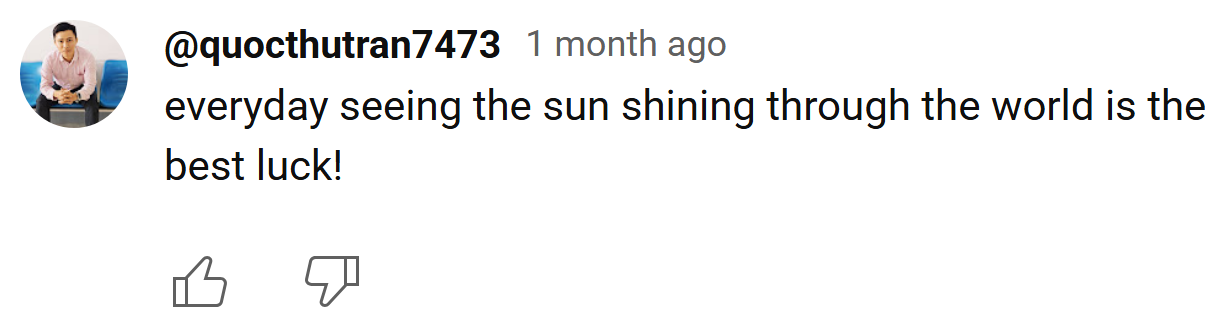 @quocthutran7473 1 month ago
everyday seeing the sun shining through the world is the
best luck!